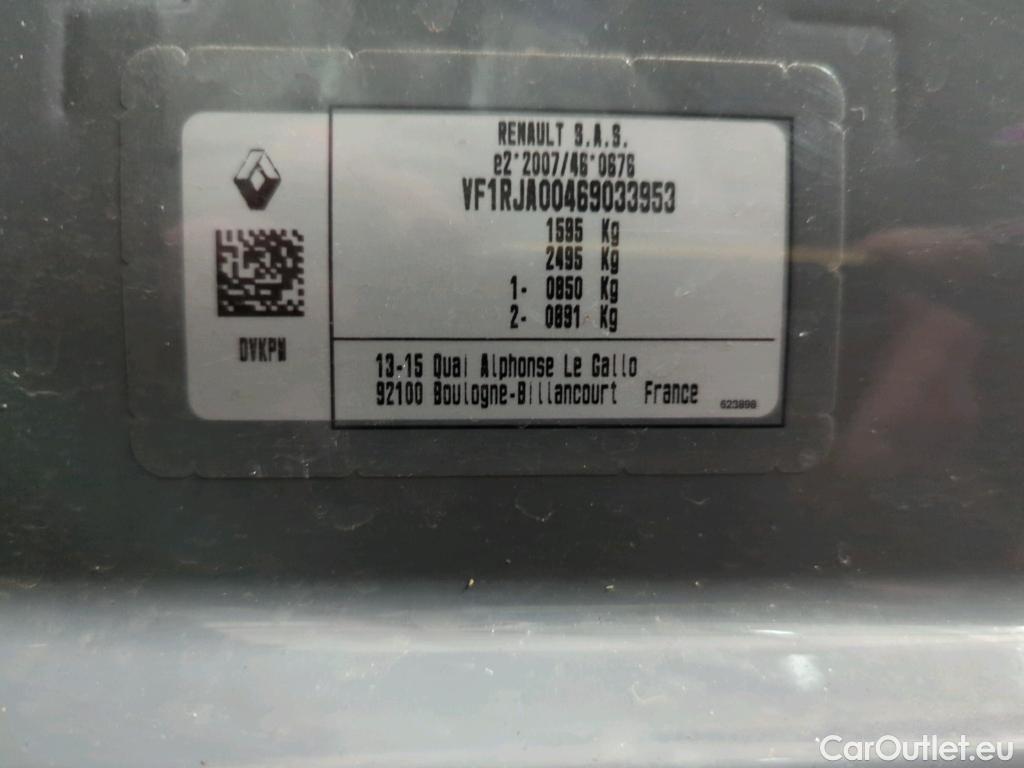 RENAULT S.A.S.
e2*2007/46*0676
VF1RJA00469033953
1595 Kg
2495 Kg
1- 0850 Kg
2- 0891 Kg
DVKPN
13-15 Quai Alphonse Le Gallo
92100 Boulogne-Billancourt France
623898
CarOutlet.eu